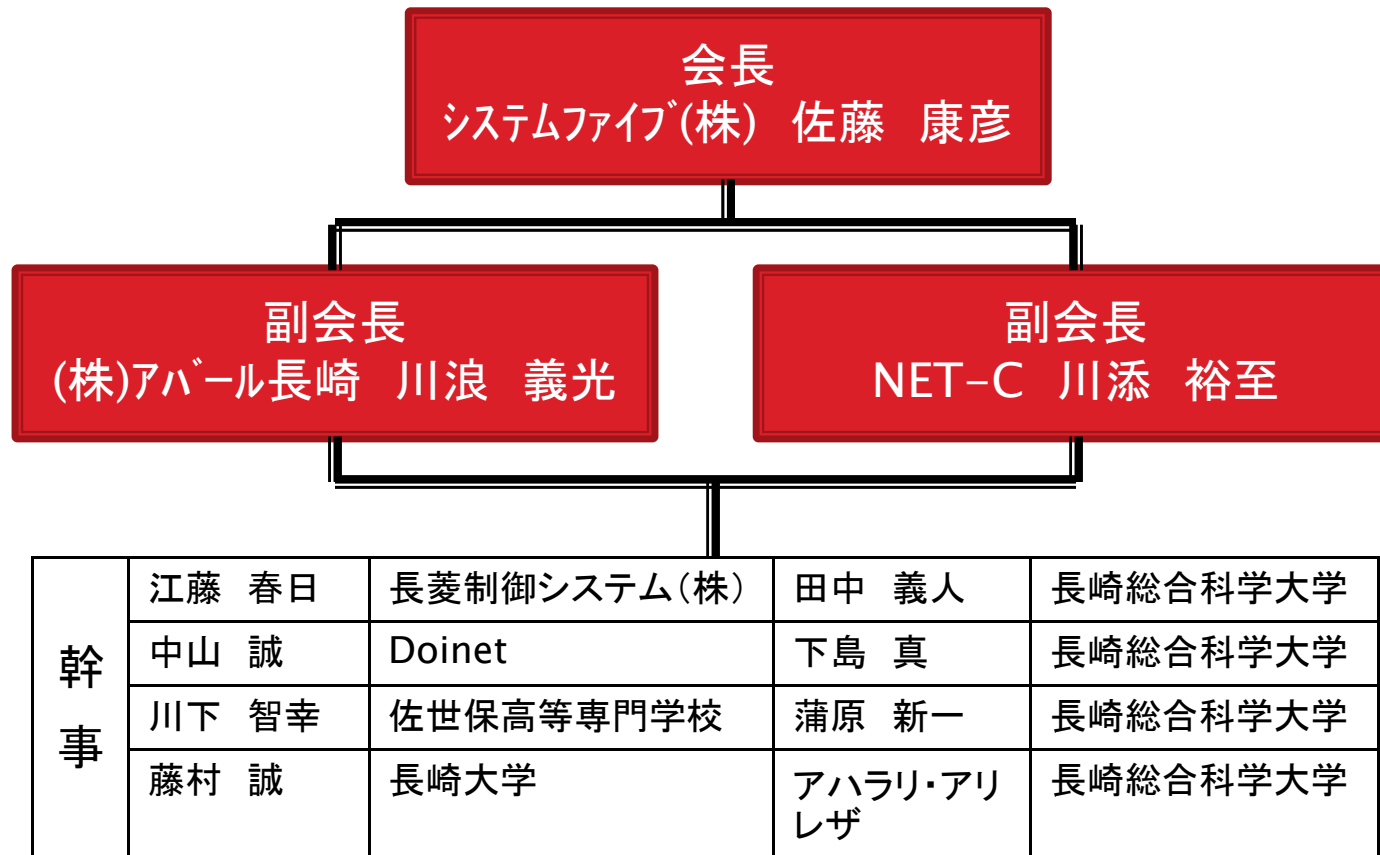 会長
ｼｽﾃﾑﾌｧｲﾌﾞ(株)　佐藤　康彦
副会長
(株)ｱﾊﾞｰﾙ長崎　川浪　義光
副会長
NET-C　川添　裕至
幹事
江藤　春日　長菱制御システム（株）　田中　義人　長崎総合科学大学
中山　誠　Doinet　下島　真　長崎総合科学大学
川下　智幸　佐世保高等専門学校　蒲原　新一　長崎総合科学大学
藤村　誠　長崎大学　アハラリ・アリ
レザ　長崎総合科学大学